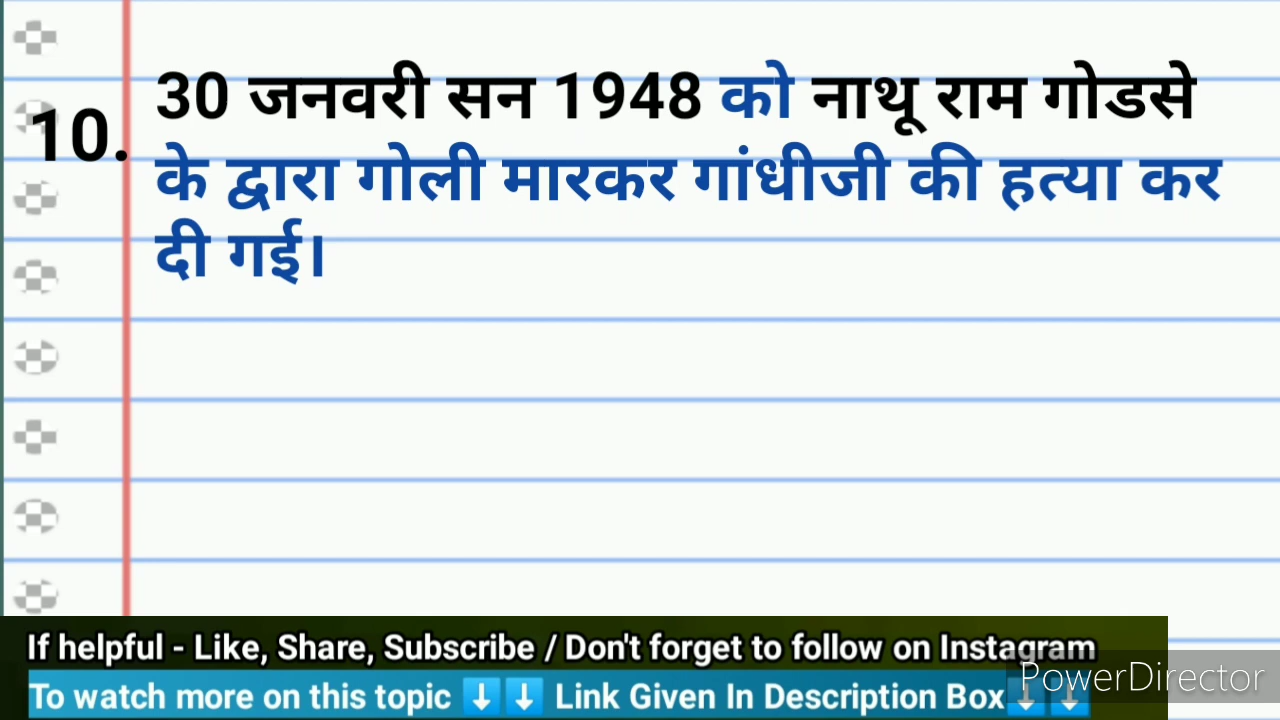 10. 30 जनवरी सन 1948 को नाथू राम गोडसे
के द्वारा गोली मारकर गांधीजी की हत्या कर
दी गई।
If helpful - Like, Share, Subscribe / Don't forget to follow on Instagram
To watch more on this topic ⬇⬇ Link Given In Description Box⬇⬇
PowerDirector